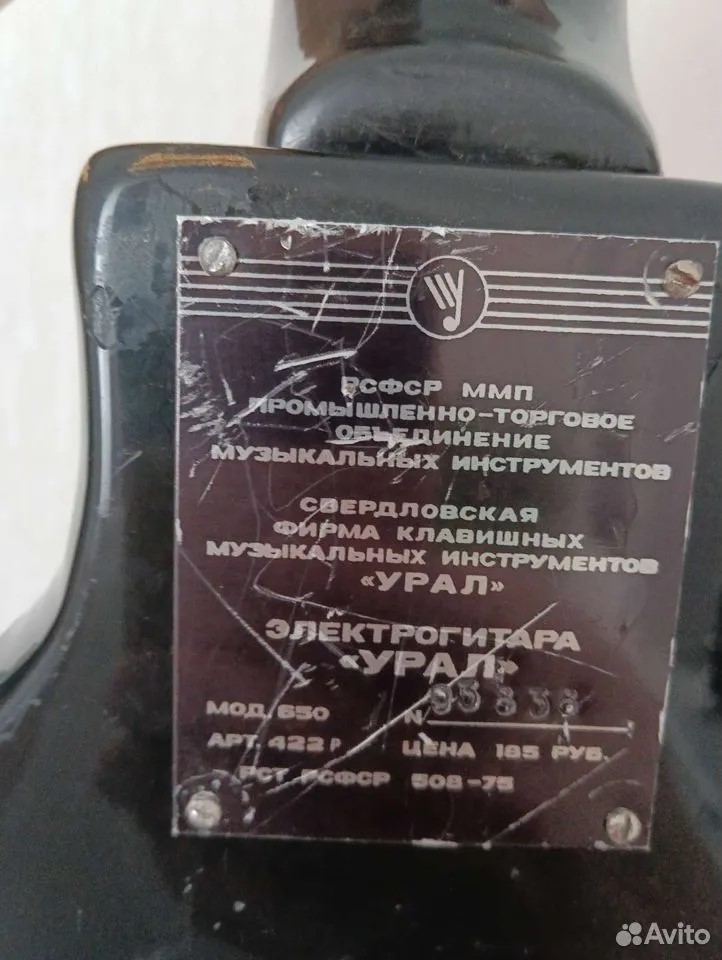 РСФСР ММП
ПРОМЫШЛЕННО-ТОРГОВОЕ
ОБЪЕДИНЕНИЕ
МУЗЫКАЛЬНЫХ ИНСТРУМЕНТОВ
СВЕРДЛОВСКАЯ
ФИРМА КЛАВИШНЫХ
МУЗЫКАЛЬНЫХ ИНСТРУМЕНТОВ
«УРАЛ»
ЭЛЕКТРОГИТАРА
«УРАЛ»
МОД. 650 N 93838
АРТ. 422 Р ЦЕНА 185 РУБ.
РСТ РСФСР 508-75
Avito